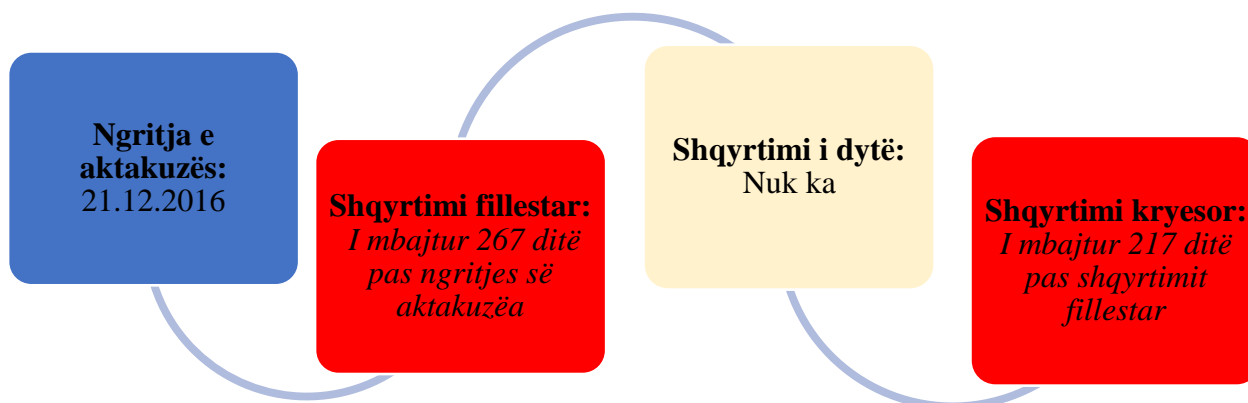 Ngritja e
aktakuzës:
21.12.2016
Shqyrtimi fillestar:
I mbajtur 267 ditë
pas ngritjes së
aktakuzëa
Shqyrtimi i dytë:
Nuk ka
Shqyrtimi kryesor:
I mbajtur 217 ditë
pas shqyrtimit
fillestar